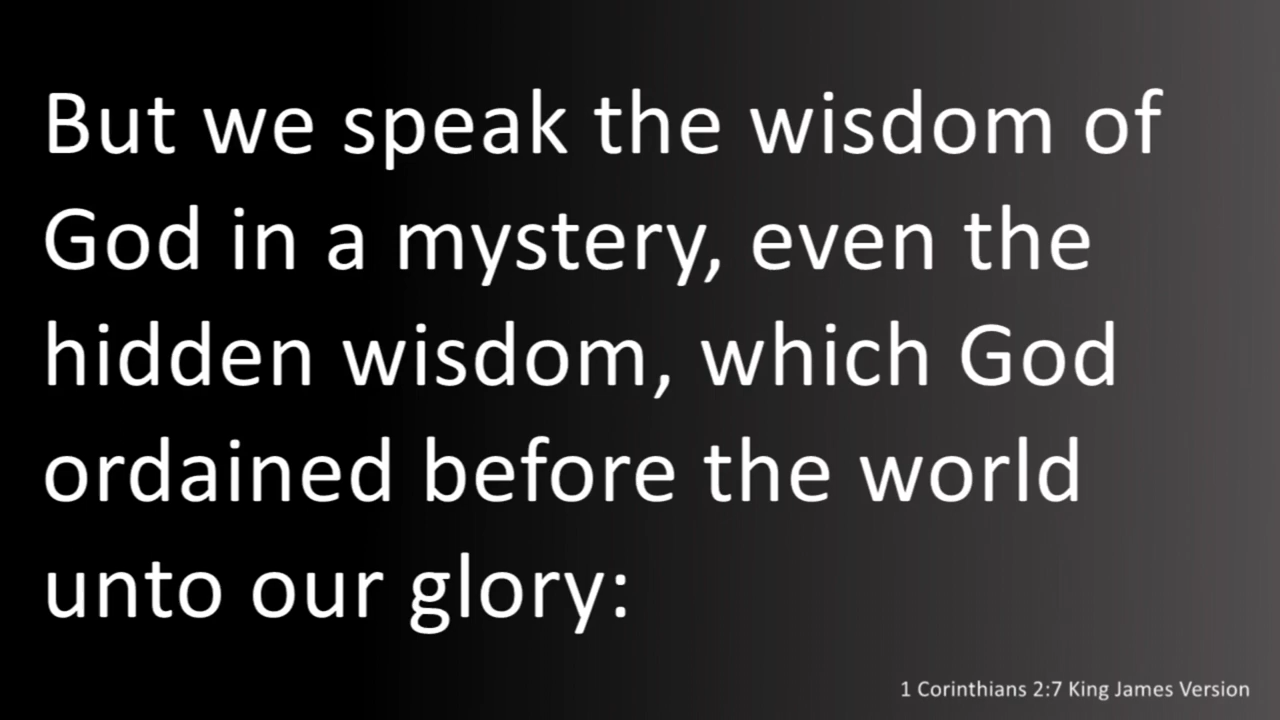 But we speak the wisdom of
God in a mystery, even the
hidden wisdom, which God
ordained before the world
unto our glory:
1 Corinthians 2:7 King James Version